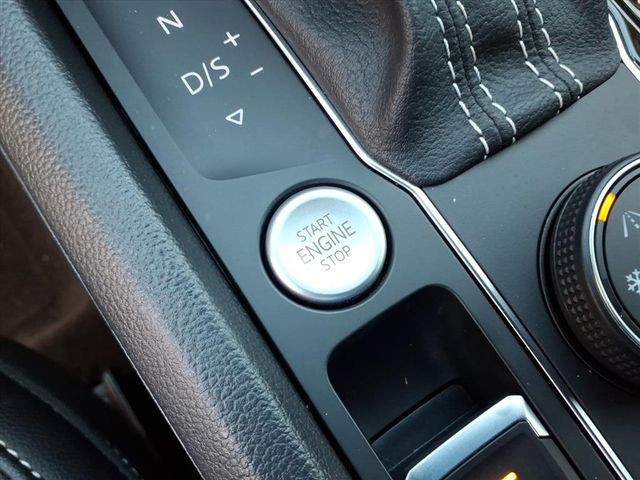 N
D/S
+
−
START
ENGINE
STOP